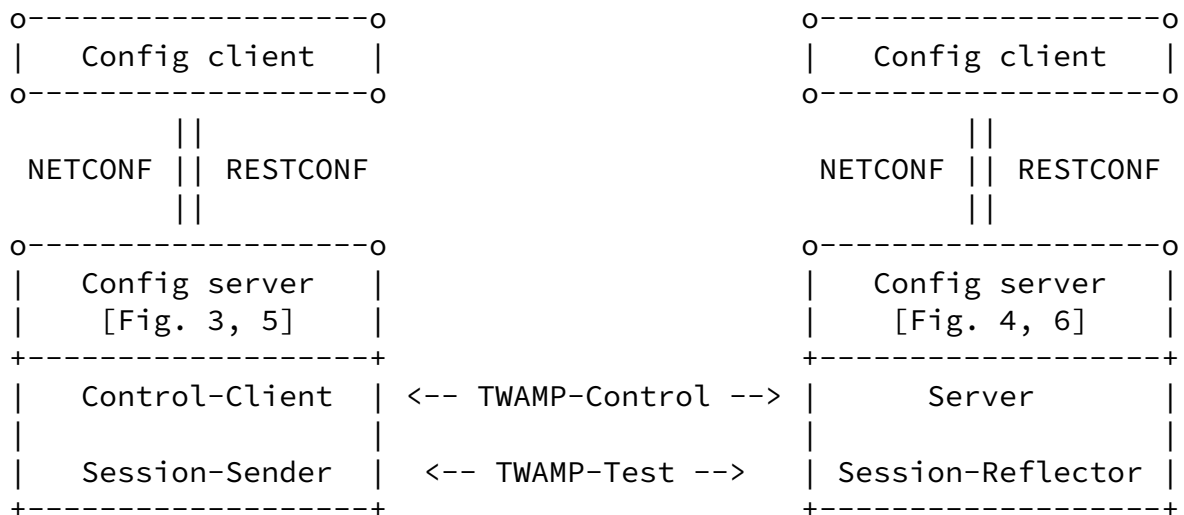 o-------------------o                      o-------------------o
|   Config client   |                      |   Config client   |
o-------------------o                      o-------------------o
         ||                                           ||
 NETCONF || RESTCONF                         NETCONF || RESTCONF
         ||                                           ||
o-------------------o                      o-------------------o
|   Config server   |                      |   Config server   |
|    [Fig. 3, 5]    |                      |    [Fig. 4, 6]    |
+-------------------+                      +-------------------+
|   Control-Client  | <-- TWAMP-Control --> |      Server       |
|                   |                      |                   |
|   Session-Sender  |  <-- TWAMP-Test -->  | Session-Reflector |
+-------------------+                      +-------------------+